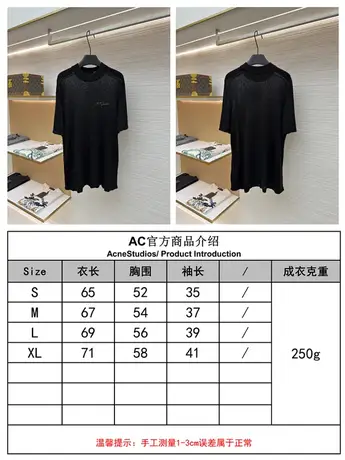 AC官方商品介绍
AcneStudios/ Product Introduction
Size 衣长 胸围 袖长 / 成衣克重
S 65 52 35 /
M 67 54 37 /
L 69 56 39 /
XL 71 58 41 / 250g
温馨提示：手工测量1-3cm误差属于正常